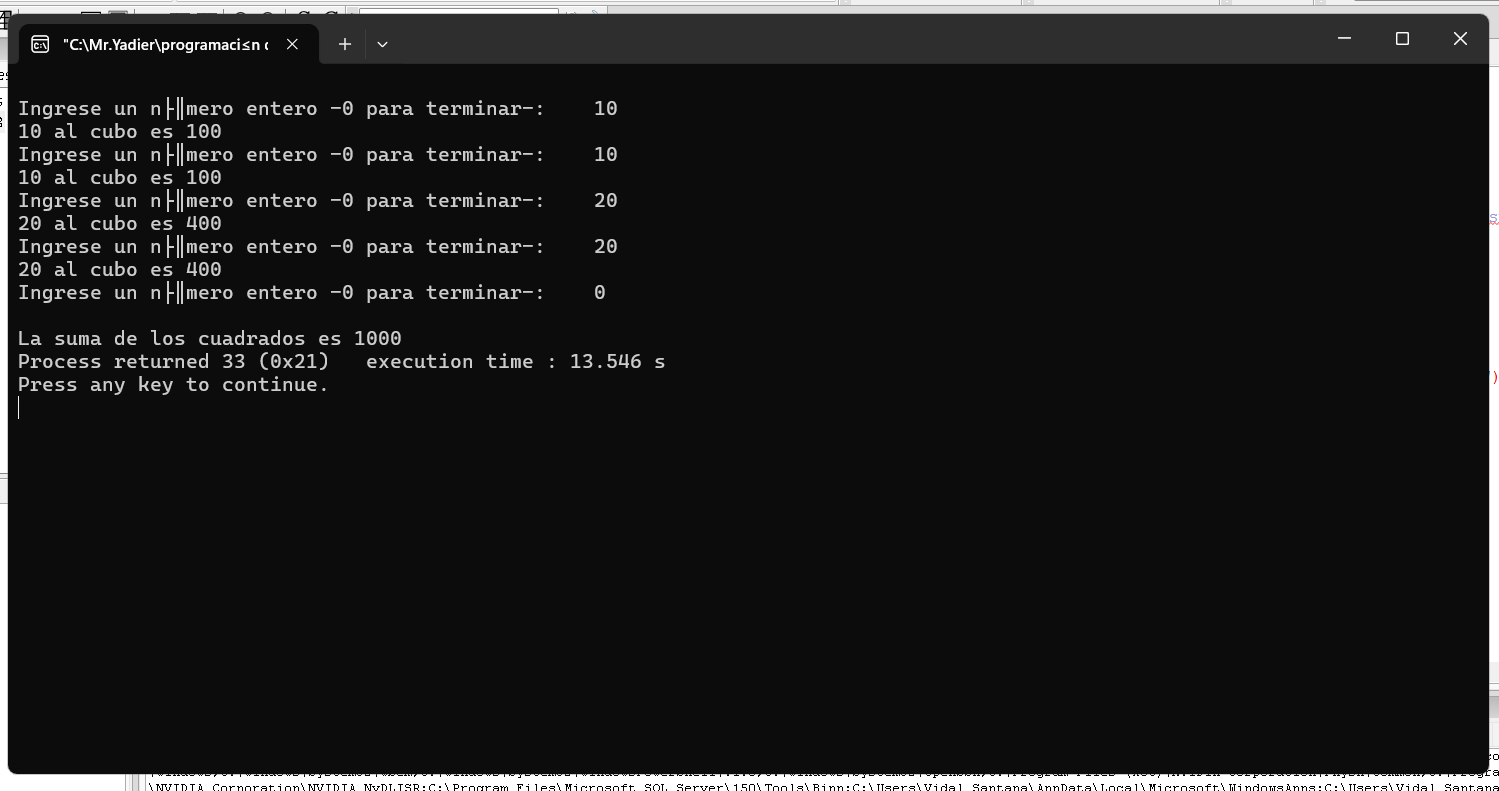 "C:\Mr.Yadier\programaci≤n c
Ingrese un n├║mero entero -0 para terminar-:    10
10 al cubo es 100
Ingrese un n├║mero entero -0 para terminar-:    10
10 al cubo es 100
Ingrese un n├║mero entero -0 para terminar-:    20
20 al cubo es 400
Ingrese un n├║mero entero -0 para terminar-:    20
20 al cubo es 400
Ingrese un n├║mero entero -0 para terminar-:    0
La suma de los cuadrados es 1000
Process returned 33 (0x21)   execution time : 13.546 s
Press any key to continue.
\NVIDIA Corporation\NVIDIA NvDLISR;C:\Program Files\Microsoft SQL Server\150\Tools\Binn;C:\Users\Vidal Santana\AppData\Local\Microsoft\WindowsApps;C:\Users\Vidal Santana